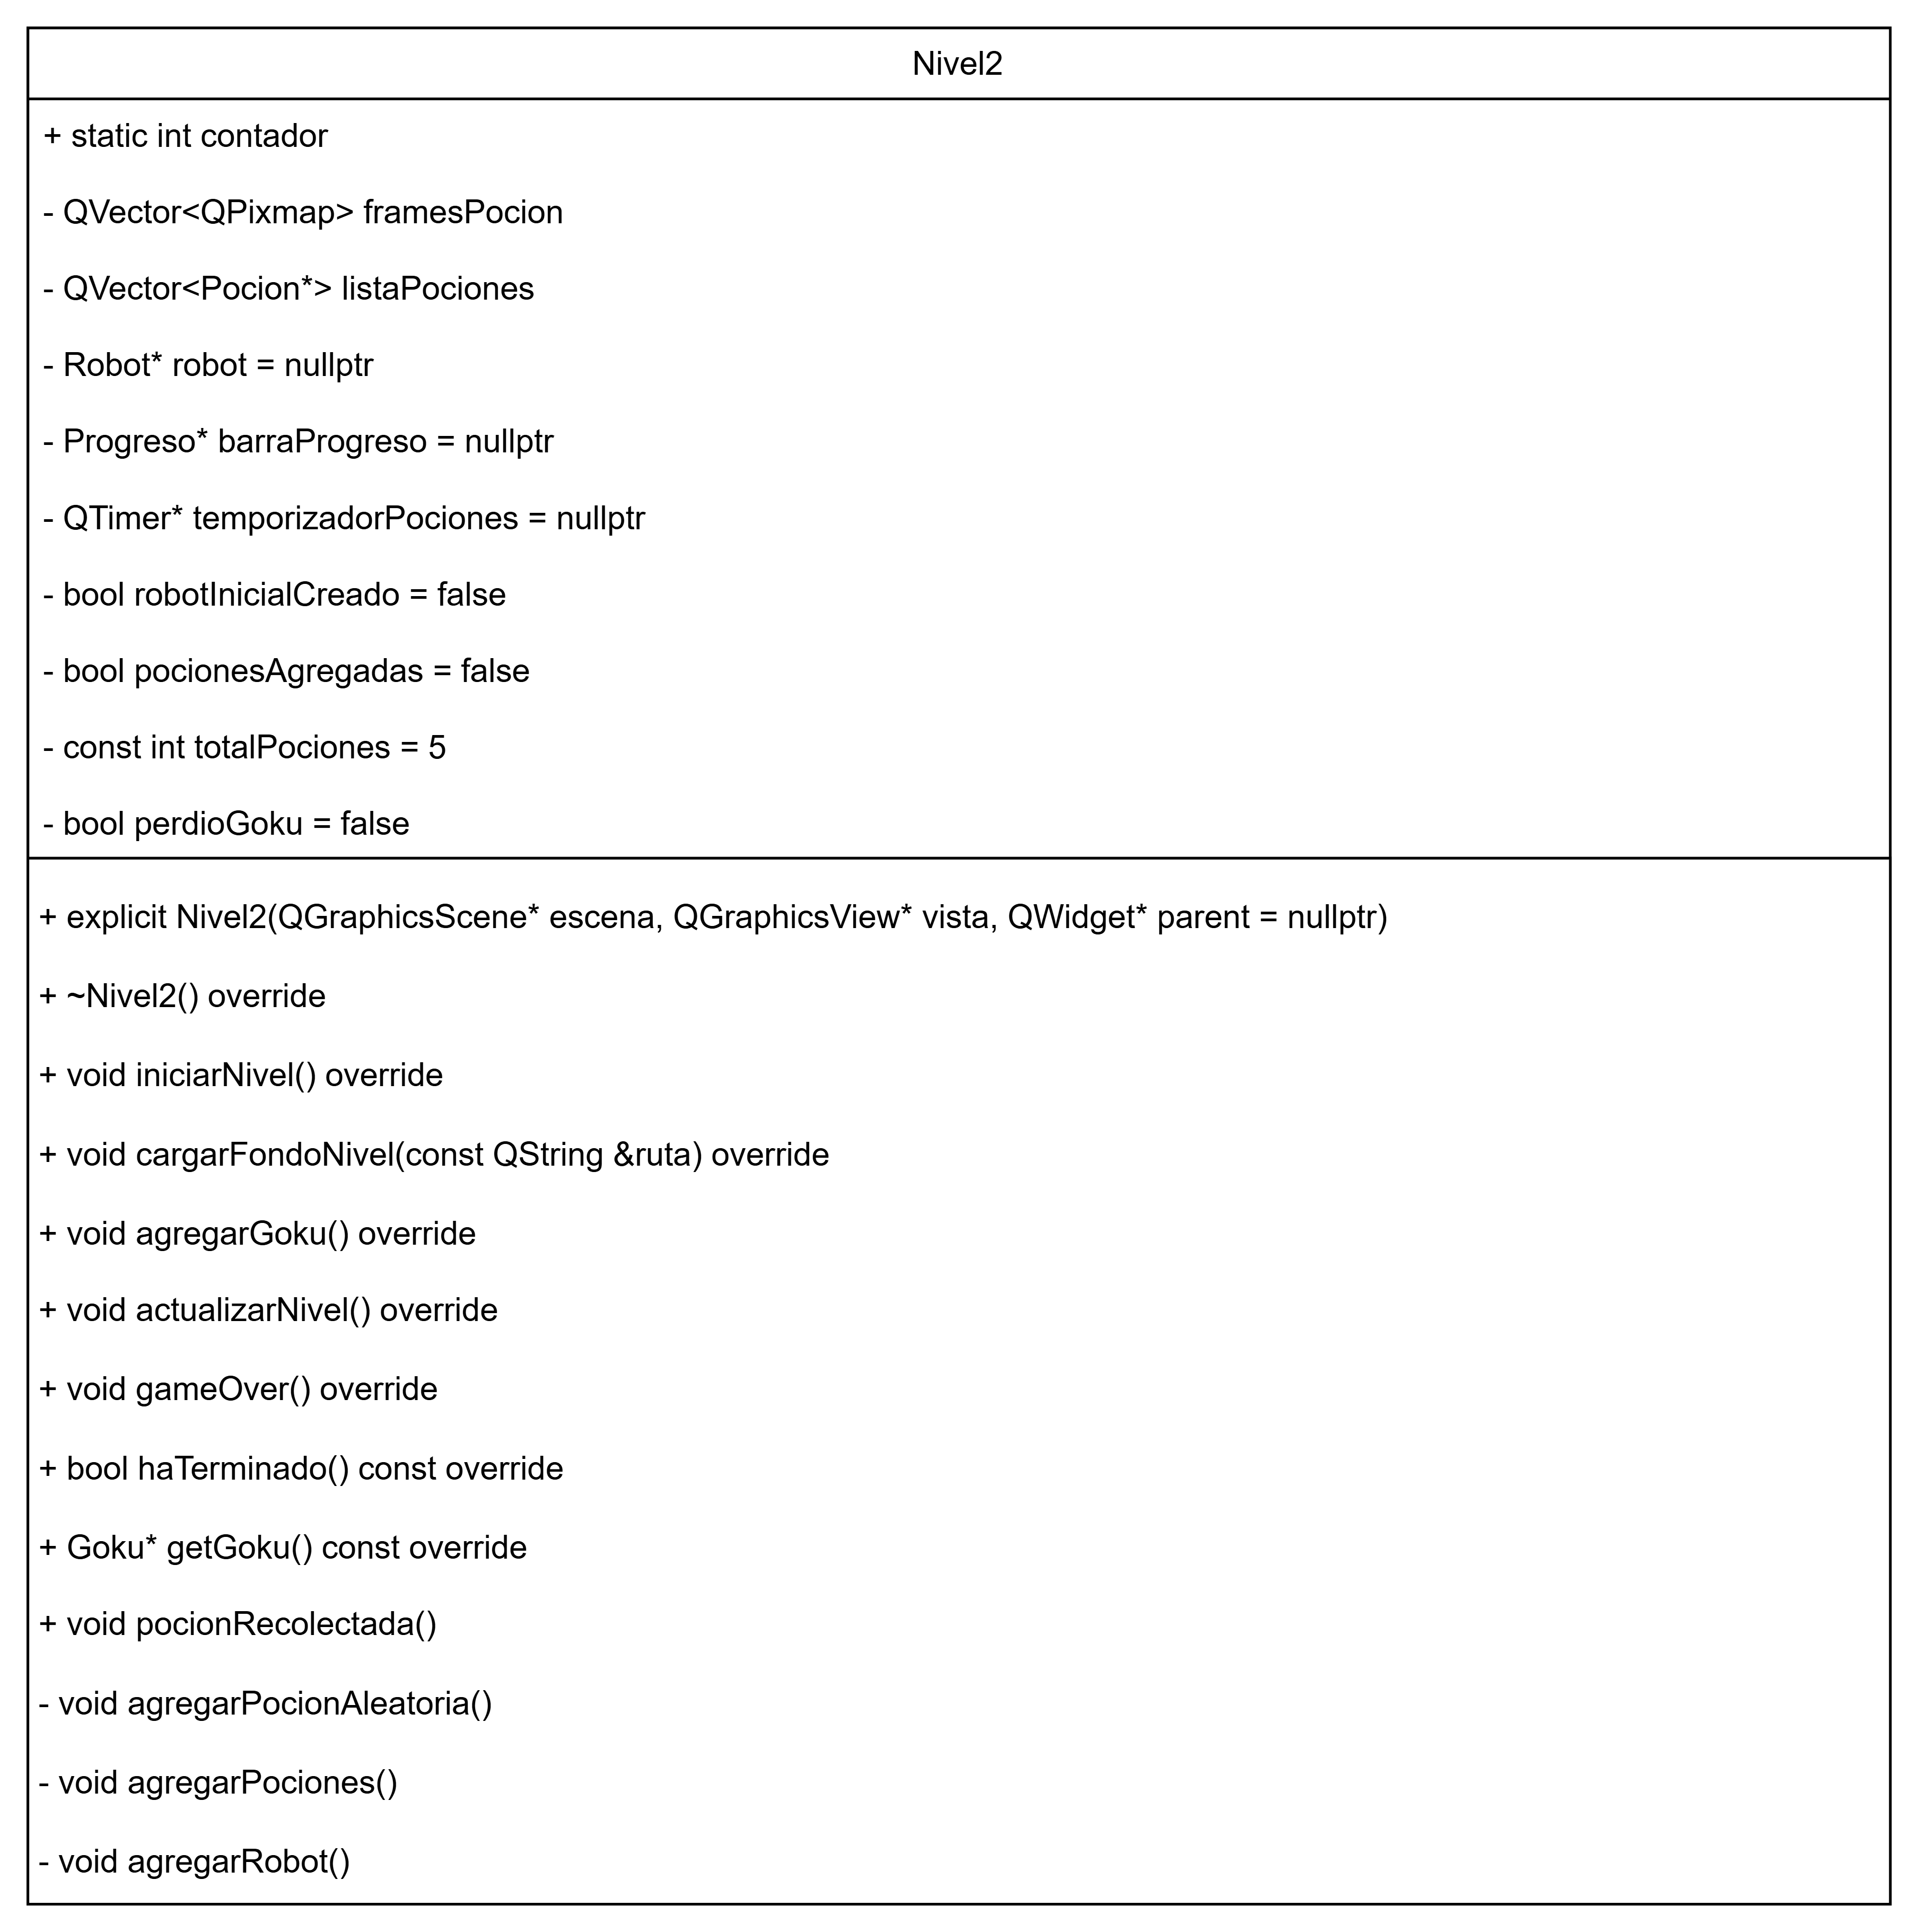 Nivel2
+ static int contador
- QVector<QPixmap> framesPocion
- QVector<Pocion*> listaPociones
- Robot* robot = nullptr
- Progreso* barraProgreso = nullptr
- QTimer* temporizadorPociones = nullptr
- bool robotInicialCreado = false
- bool pocionesAgregadas = false
- const int totalPociones = 5
- bool perdioGoku = false
+ explicit Nivel2(QGraphicsScene* escena, QGraphicsView* vista, QWidget* parent = nullptr)
+ ~Nivel2() override
+ void iniciarNivel() override
+ void cargarFondoNivel(const QString &ruta) override
+ void agregarGoku() override
+ void actualizarNivel() override
+ void gameOver() override
+ bool haTerminado() const override
+ Goku* getGoku() const override
+ void pocionRecolectada()
- void agregarPocionAleatoria()
- void agregarPociones()
- void agregarRobot()